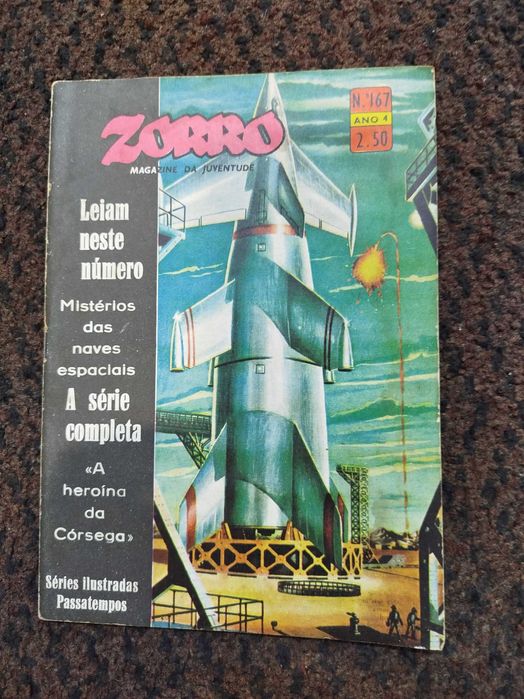 ZORRO
MAGAZINE DA JUVENTUDE
N.º 167
ANO 4
2.50
Leiam
neste
número
Mistérios
das
naves
espaciais
A série
completa
«A
heroína
da
Córsega»
Séries ilustradas
Passatempos